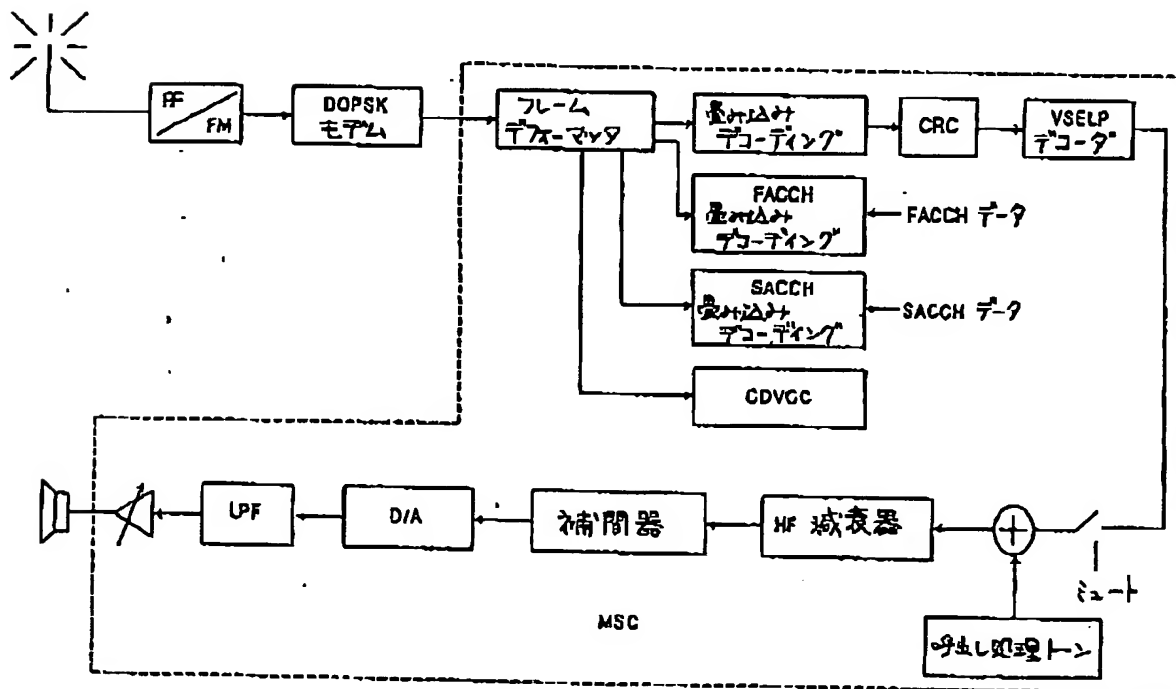 RF
FM
DQPSK
モデム
フレーム
デフォーマッタ
畳み込み
デコーディング
CRC
VSELP
デコーダ
FACCH
畳み込み
デコーディング
FACCH データ
SACCH
畳み込み
デコーディング
SACCH データ
CDVCC
LPF
D/A
補間器
HF 減衰器
ミュート
MSC
呼出し処理トーン